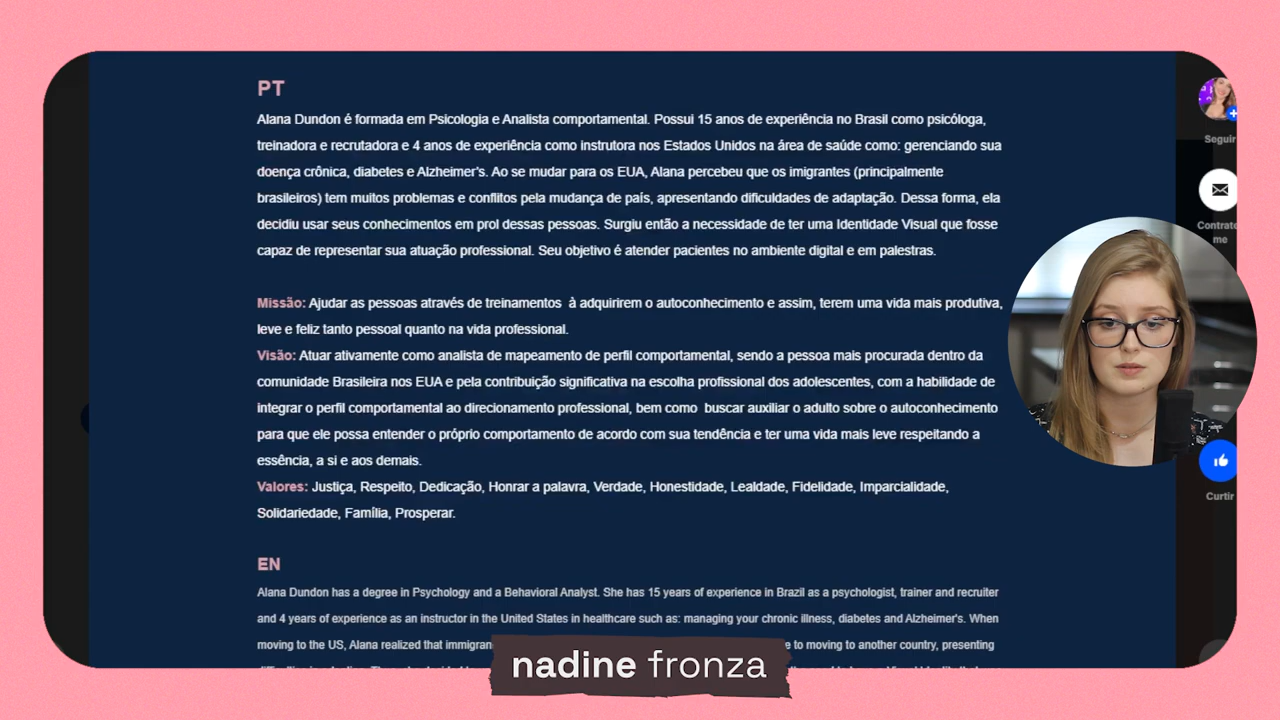 PT
Alana Dundon é formada em Psicologia e Analista comportamental. Possui 15 anos de experiência no Brasil como psicóloga,
treinadora e recrutadora e 4 anos de experiência como instrutora nos Estados Unidos na área de saúde como: gerenciando sua
doença crônica, diabetes e Alzheimer's. Ao se mudar para os EUA, Alana percebeu que os imigrantes (principalmente
brasileiros) tem muitos problemas e conflitos pela mudança de país, apresentando dificuldades de adaptação. Dessa forma, ela
decidiu usar seus conhecimentos em prol dessas pessoas. Surgiu então a necessidade de ter uma Identidade Visual que fosse
capaz de representar sua atuação profissional. Seu objetivo é atender pacientes no ambiente digital e em palestras.
Missão: Ajudar as pessoas através de treinamentos à adquirirem o autoconhecimento e assim, terem uma vida mais produtiva,
leve e feliz tanto pessoal quanto na vida profissional.
Visão: Atuar ativamente como analista de mapeamento de perfil comportamental, sendo a pessoa mais procurada dentro da
comunidade Brasileira nos EUA e pela contribuição significativa na escolha profissional dos adolescentes, com a habilidade de
integrar o perfil comportamental ao direcionamento profissional, bem como buscar auxiliar o adulto sobre o autoconhecimento
para que ele possa entender o próprio comportamento de acordo com sua tendência e ter uma vida mais leve respeitando a
essência, a si e aos demais.
Valores: Justiça, Respeito, Dedicação, Honrar a palavra, Verdade, Honestidade, Lealdade, Fidelidade, Imparcialidade,
Solidariedade, Família, Prosperar.
EN
Alana Dundon has a degree in Psychology and a Behavioral Analyst. She has 15 years of experience in Brazil as a psychologist, trainer and recruiter
and 4 years of experience as an instructor in the United States in healthcare such as: managing your chronic illness, diabetes and Alzheimer's. When
moving to the US, Alana realized that to moving to another country, presenting
Seguir
me
Curtir
nadine fronza